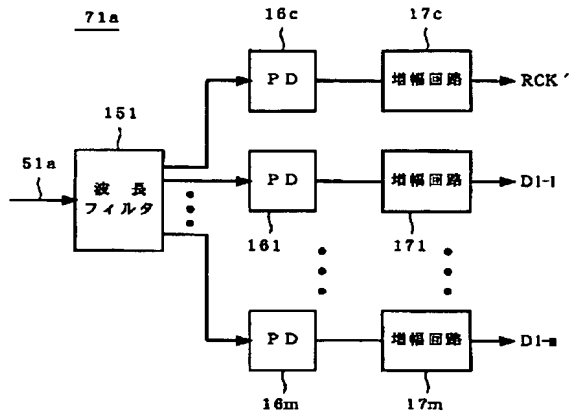 71a
16c
17c
PD
増幅回路
RCK′
151
51a
波長
フィルタ
PD
増幅回路
D1-1
161
171
PD
増幅回路
D1-m
16m
17m